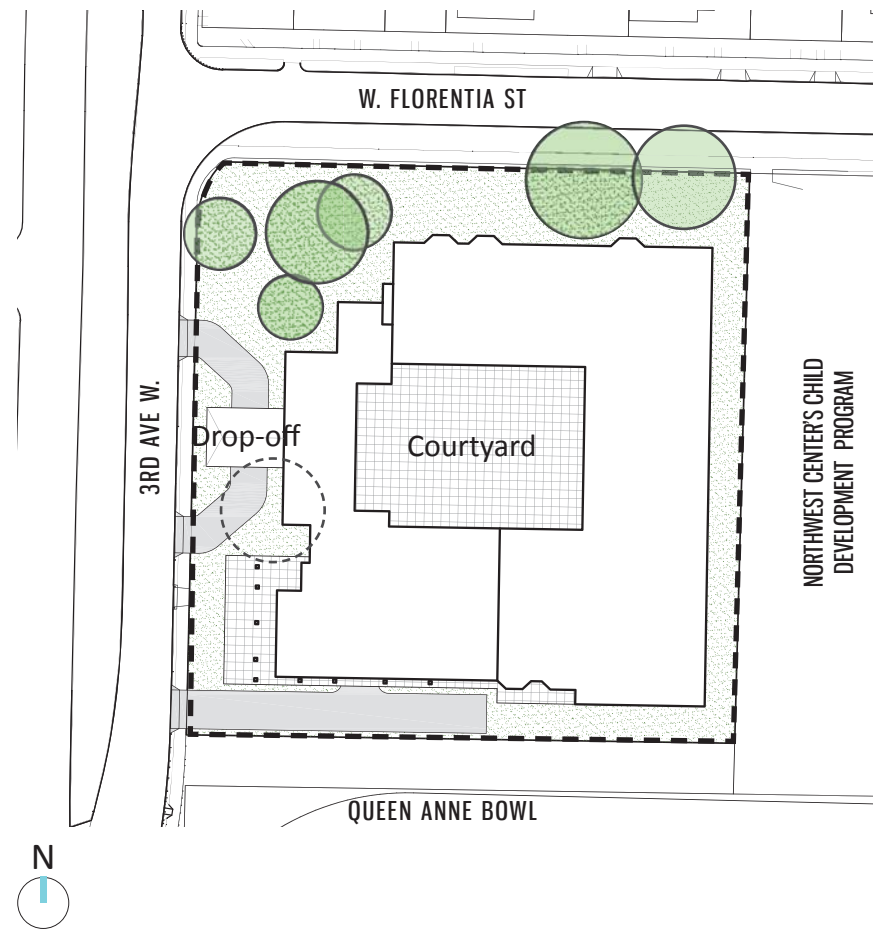 W. FLORENTIA ST
3RD AVE W.
Drop-off
Courtyard
NORTHWEST CENTER'S CHILD
DEVELOPMENT PROGRAM
QUEEN ANNE BOWL
N